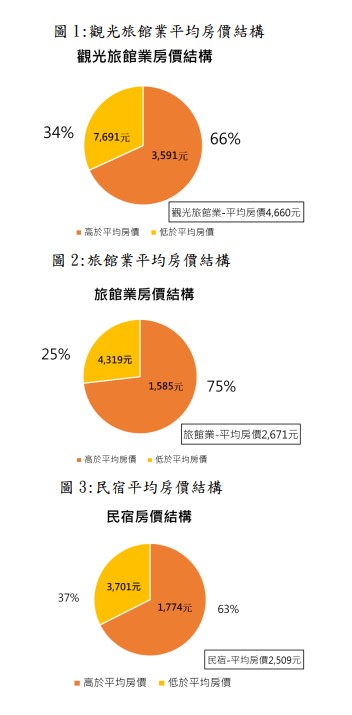 圖 1:觀光旅館業平均房價結構
觀光旅館業房價結構
34%
7,691元
3,591元
66%
觀光旅館業-平均房價4,660元
高於平均房價 低於平均房價
圖 2:旅館業平均房價結構
旅館業房價結構
25%
4,319元
1,585元
75%
旅館業-平均房價2,671元
高於平均房價 低於平均房價
圖 3:民宿平均房價結構
民宿房價結構
37%
3,701元
1,774元
63%
民宿-平均房價2,509元
高於平均房價 低於平均房價